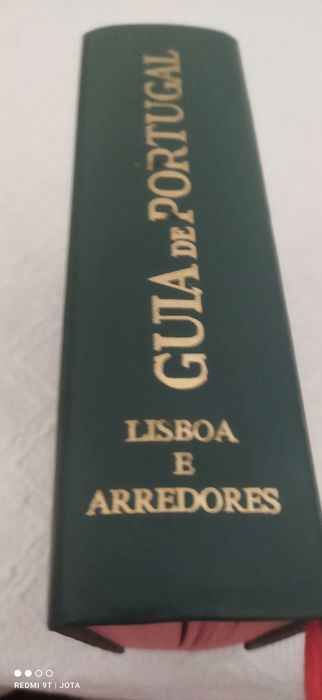 GUIA DE PORTUGAL
LISBOA
E
ARREDORES
REDMI 9T | JOTA